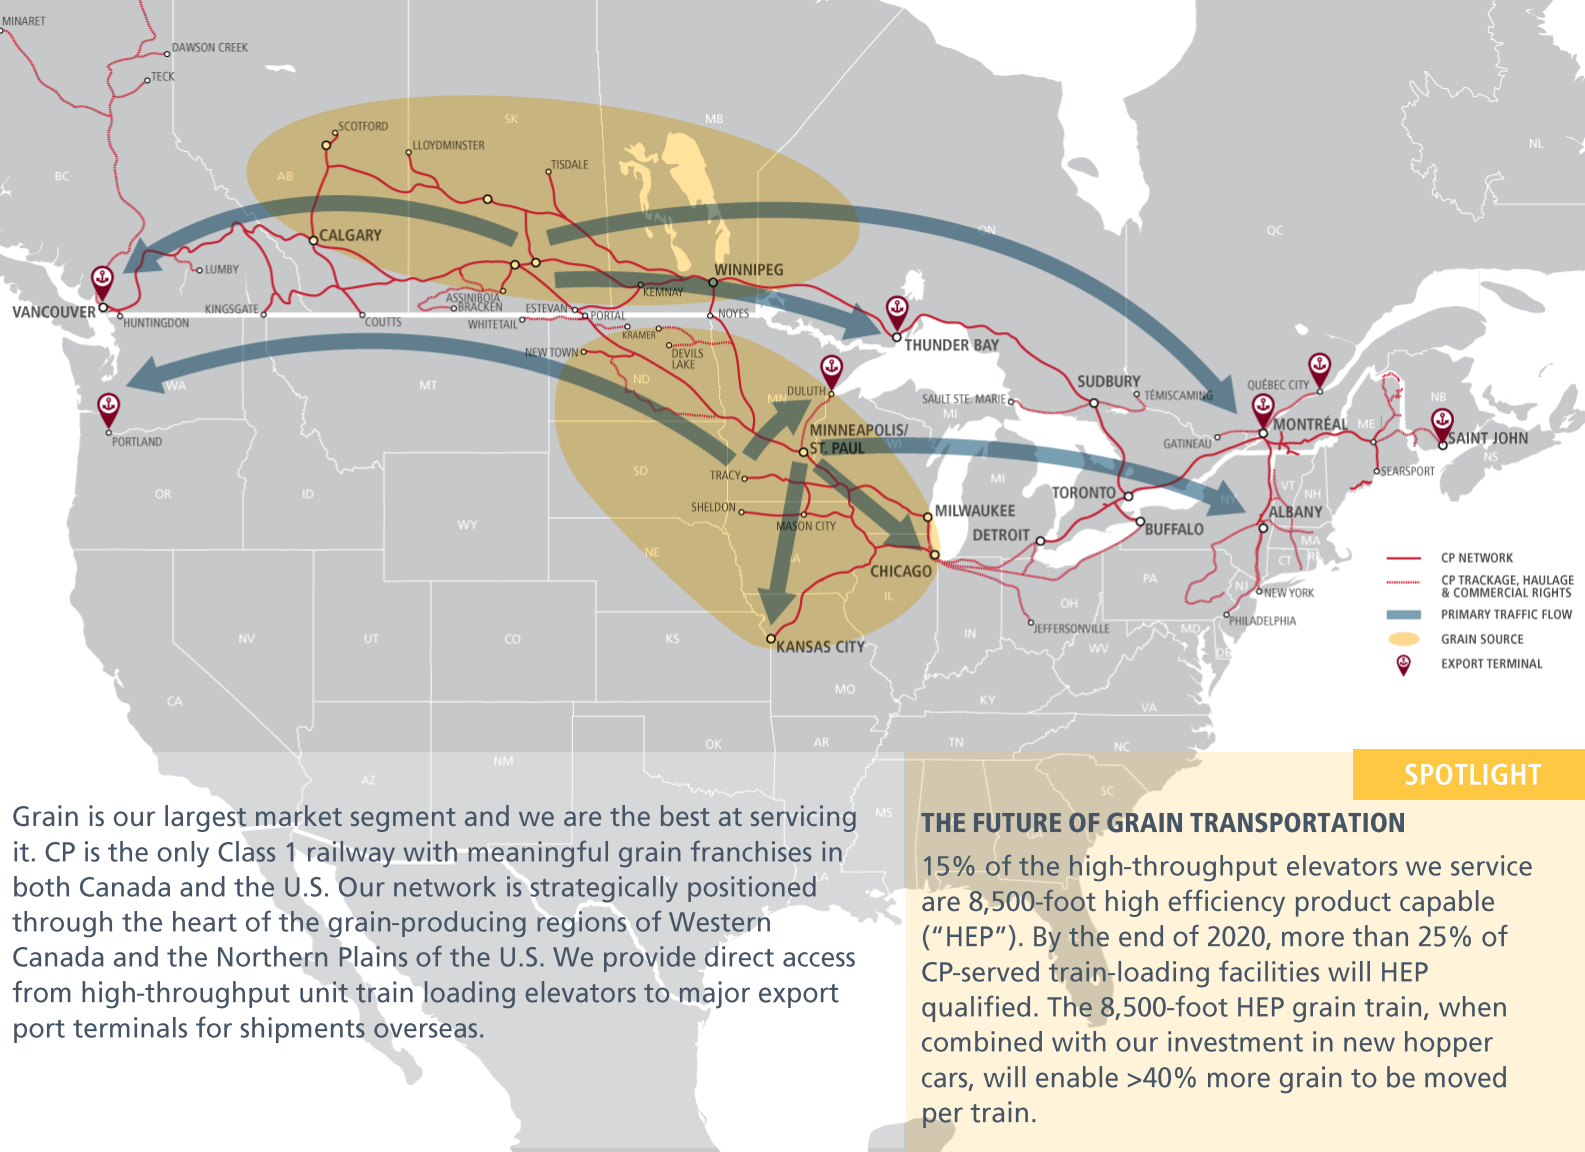 MINARET
DAWSON CREEK
TECK
SCOTFORD
SK
MB
LLOYDMINSTER
TISDALE
NL
BC
AB
CALGARY
ON
QC
LUMBY
WINNIPEG
KEMNAY
ASSINIBOIA
BRACKEN
VANCOUVER
HUNTINGDON
KINGSGATE
COUTTS
ESTEVAN
PORTAL
NOYES
WHITETAIL
KRAMER
THUNDER BAY
NEW TOWN
DEVILS
LAKE
WA
MT
ND
MN
DULUTH
SUDBURY
SAULT STE. MARIE
TÉMISCAMING
QUÉBEC CITY
NB
MI
PORTLAND
MINNEAPOLIS/
ST. PAUL
WI
GATINEAU
MONTRÉAL
ME
SAINT JOHN
NS
SEARSPORT
OR
ID
SD
TRACY
MI
TORONTO
NY
VT
NH
WY
SHELDON
MASON CITY
MILWAUKEE
DETROIT
BUFFALO
ALBANY
MA
NE
IA
CHICAGO
CT
RI
CP NETWORK
CP TRACKAGE, HAULAGE
& COMMERCIAL RIGHTS
PRIMARY TRAFFIC FLOW
GRAIN SOURCE
EXPORT TERMINAL
PA
NJ
NEW YORK
IL
OH
PHILADELPHIA
JEFFERSONVILLE
MD
DE
NV
UT
CO
KS
KANSAS CITY
IN
WV
CA
MO
KY
VA
OK
AR
TN
NC
NM
AZ
MS
SC
GA
LA
Grain is our largest market segment and we are the best at servicing
it. CP is the only Class 1 railway with meaningful grain franchises in
both Canada and the U.S. Our network is strategically positioned
through the heart of the grain-producing regions of Western
Canada and the Northern Plains of the U.S. We provide direct access
from high-throughput unit train loading elevators to major export
port terminals for shipments overseas.
SPOTLIGHT
THE FUTURE OF GRAIN TRANSPORTATION
15% of the high-throughput elevators we service
are 8,500-foot high efficiency product capable
(“HEP”). By the end of 2020, more than 25% of
CP-served train-loading facilities will HEP
qualified. The 8,500-foot HEP grain train, when
combined with our investment in new hopper
cars, will enable >40% more grain to be moved
per train.